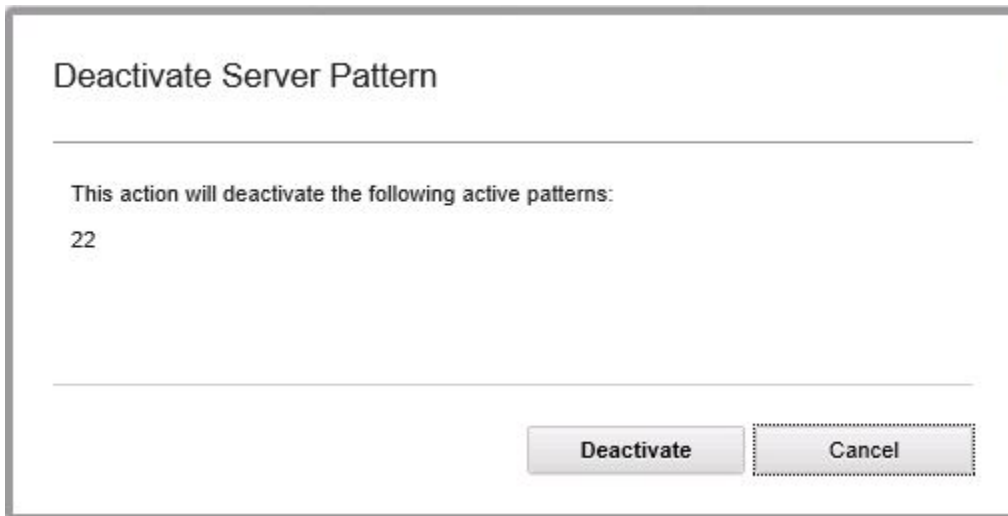 Deactivate Server Pattern
This action will deactivate the following active patterns:
22
Deactivate
Cancel